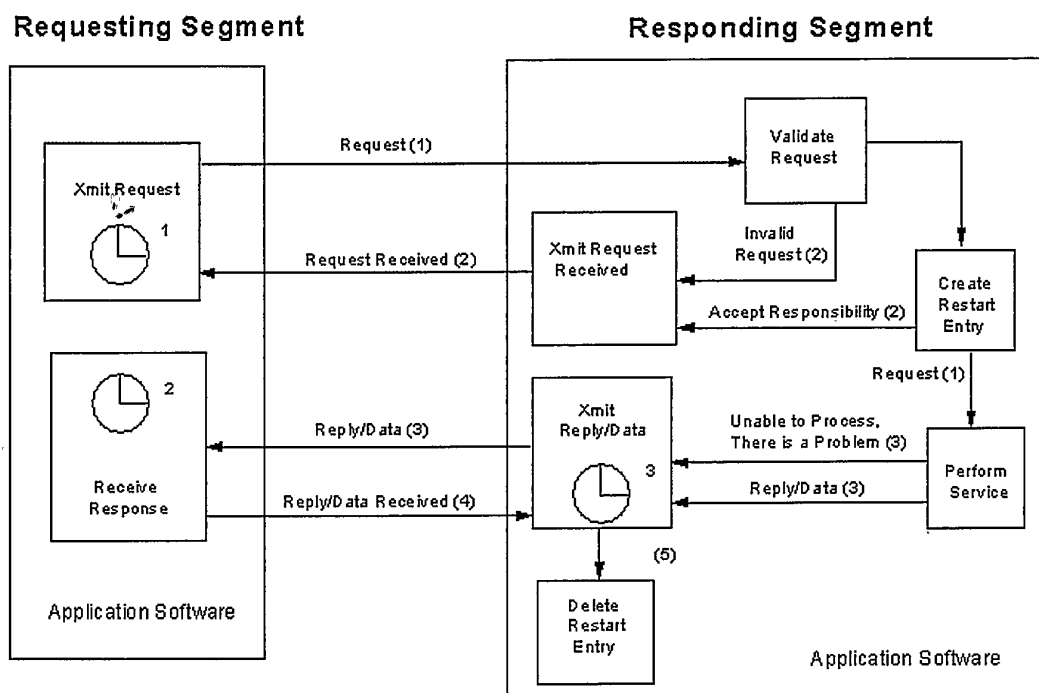 Requesting Segment
Responding Segment
Request (1)
Validate
Request
Xmit Request
1
Invalid
Request (2)
Xmit Request
Received
Request Received (2)
Create
Restart
Entry
Accept Responsibility (2)
Request (1)
2
Receive
Response
Reply/Data (3)
Xmit
Reply/Data
3
Unable to Process,
There is a Problem (3)
Perform
Service
Reply/Data (3)
Reply/Data Received (4)
(5)
Delete
Restart
Entry
Application Software
Application Software